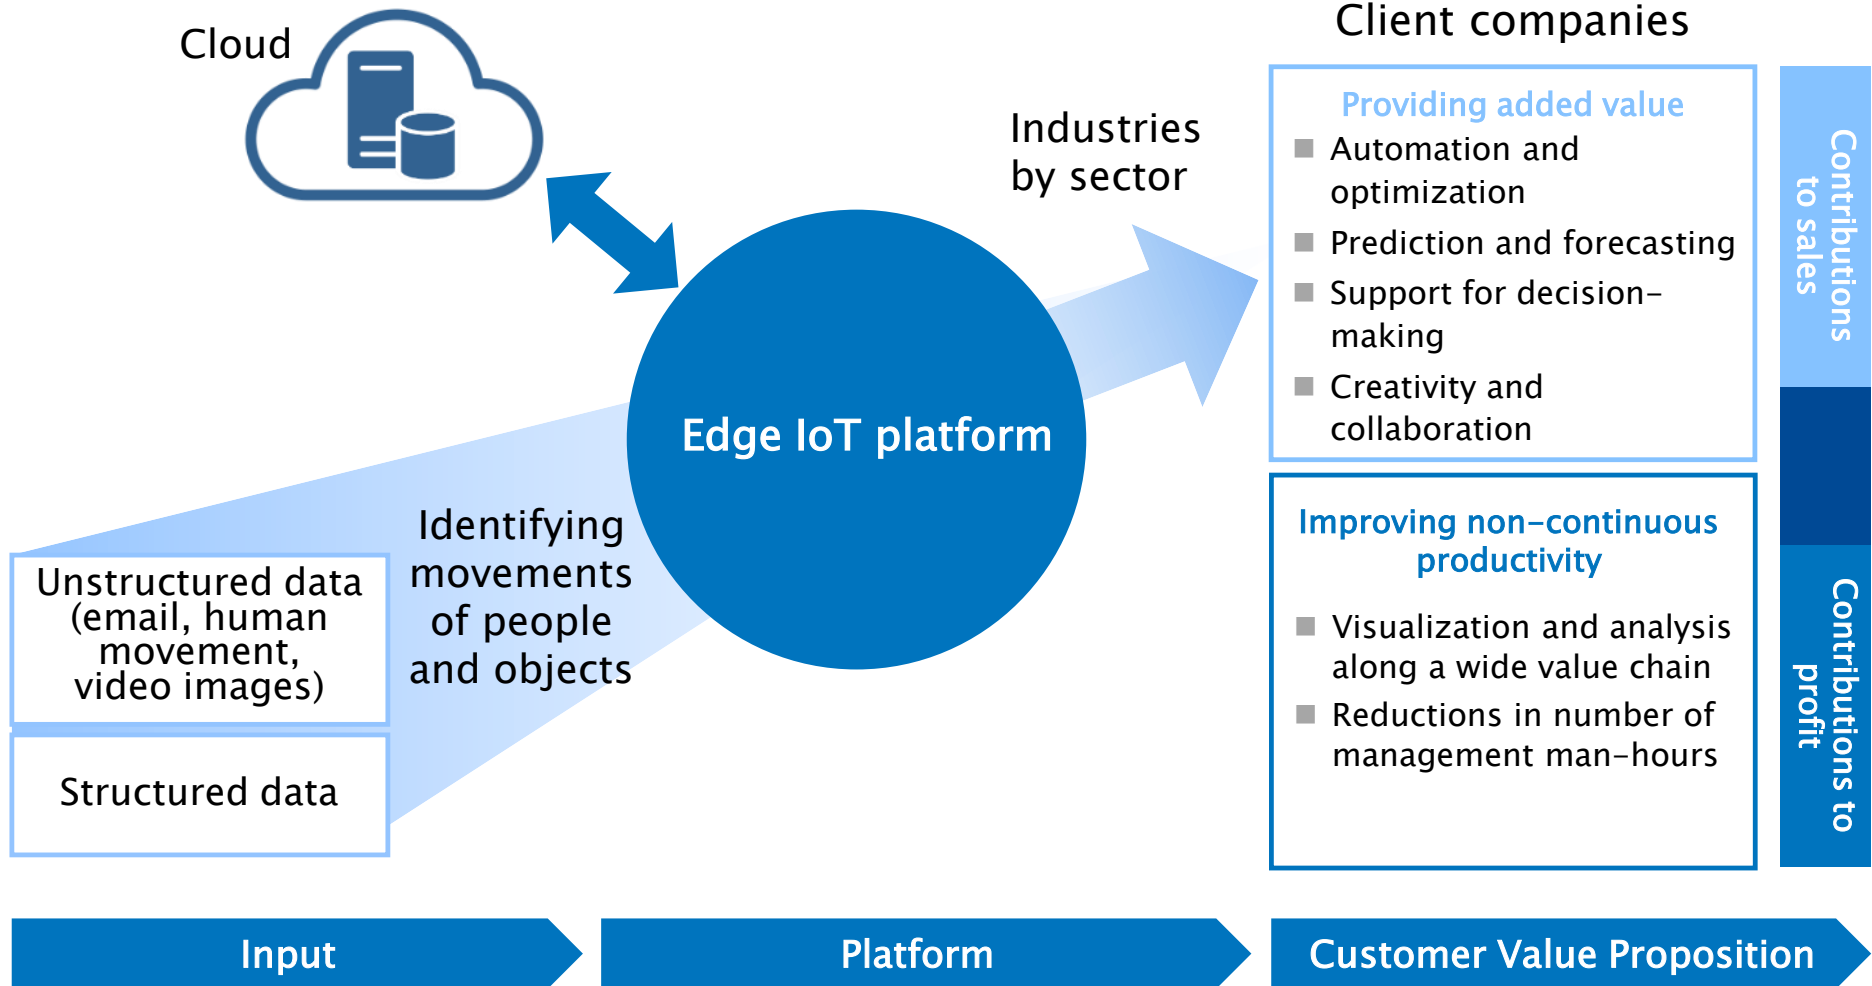 Cloud
Client companies
Industries
by sector
Providing added value
Automation and
optimization
Prediction and forecasting
Support for decision-
making
Creativity and
collaboration
Contributions
to sales
Edge IoT platform
Identifying
movements
of people
and objects
Unstructured data
(email, human
movement,
video images)
Structured data
Improving non-continuous
productivity
Visualization and analysis
along a wide value chain
Reductions in number of
management man-hours
Contributions to
profit
Input
Platform
Customer Value Proposition